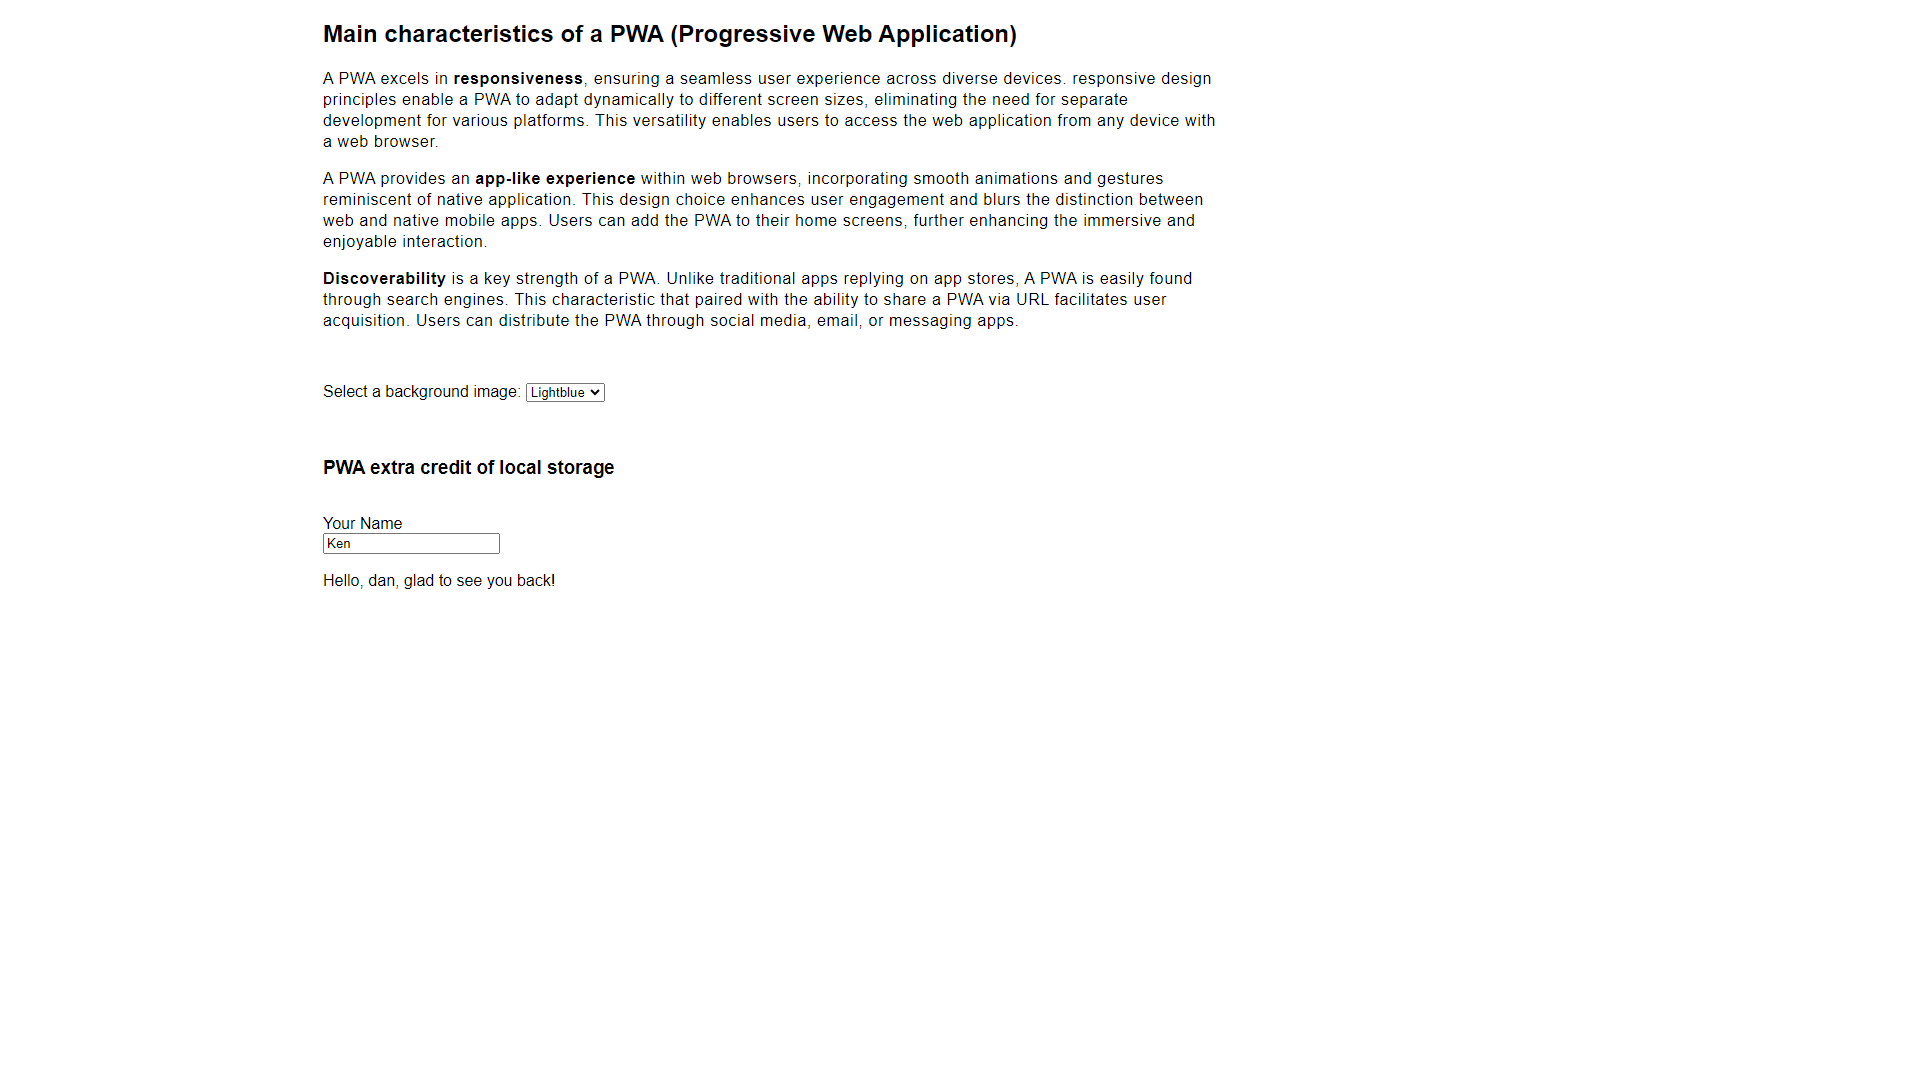 Main characteristics of a PWA (Progressive Web Application)
A PWA excels in responsiveness, ensuring a seamless user experience across diverse devices. responsive design
principles enable a PWA to adapt dynamically to different screen sizes, eliminating the need for separate
development for various platforms. This versatility enables users to access the web application from any device with
a web browser.
A PWA provides an app-like experience within web browsers, incorporating smooth animations and gestures
reminiscent of native application. This design choice enhances user engagement and blurs the distinction between
web and native mobile apps. Users can add the PWA to their home screens, further enhancing the immersive and
enjoyable interaction.
Discoverability is a key strength of a PWA. Unlike traditional apps replying on app stores, A PWA is easily found
through search engines. This characteristic that paired with the ability to share a PWA via URL facilitates user
acquisition. Users can distribute the PWA through social media, email, or messaging apps.
Select a background image: Lightblue
PWA extra credit of local storage
Your Name
Ken
Hello, dan, glad to see you back!